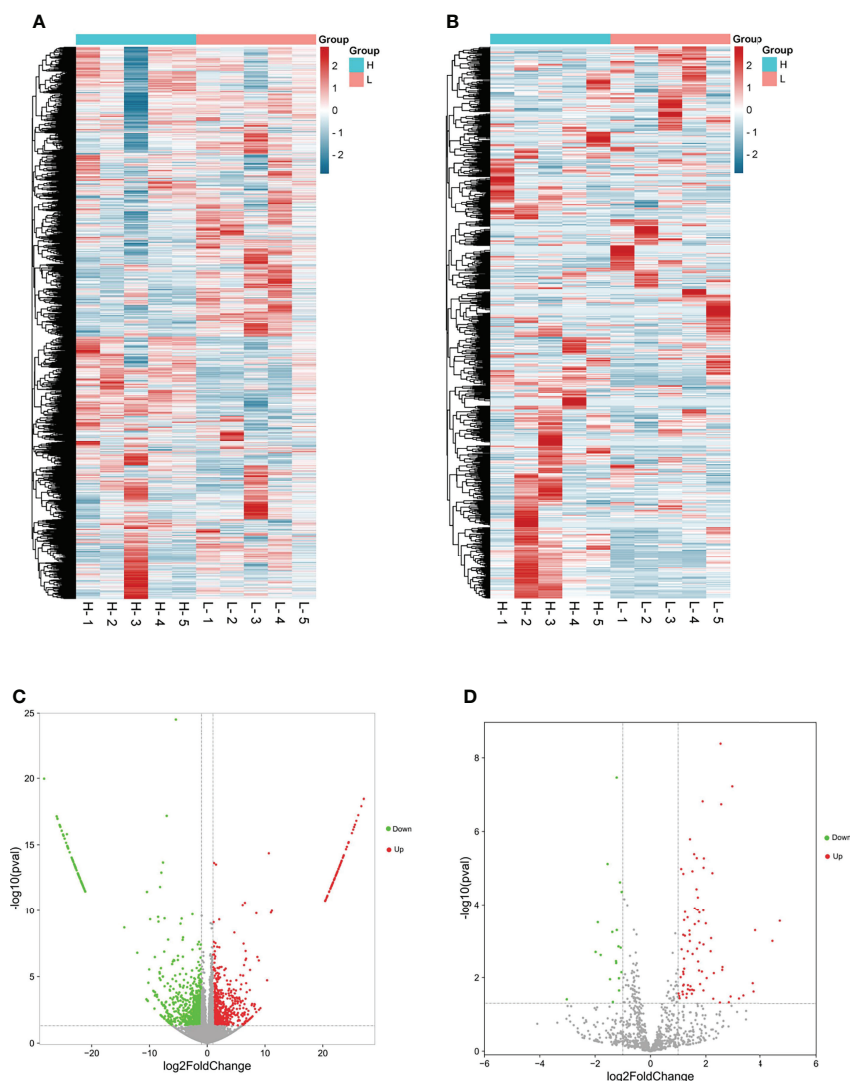 A
Group
2
1
0
-1
-2
Group
H
L
H-1
H-2
H-3
H-4
H-5
L-1
L-2
L-3
L-4
L-5
B
2
1
0
-1
-2
Group
H
L
H-1
H-2
H-3
H-4
H-5
L-1
L-2
L-3
L-4
L-5
C
25
20
15
10
5
0
-log10(pval)
−20
−10
0
10
20
log2FoldChange
Down
Up
D
8
6
4
2
0
-log10(pval)
−6
−4
−2
0
2
4
6
log2FoldChange
Down
Up